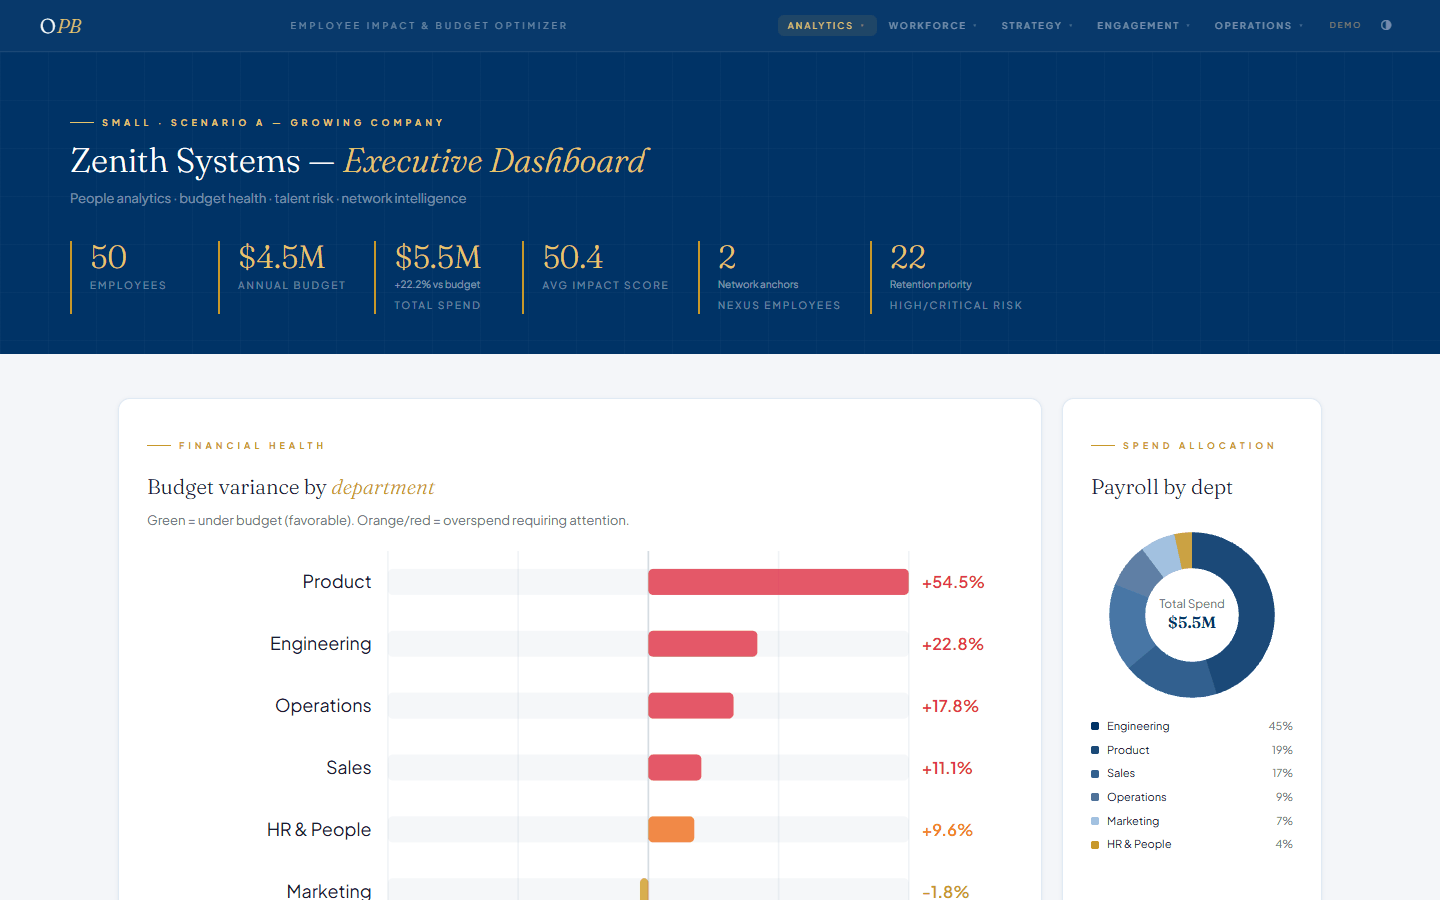 OPB
EMPLOYEE IMPACT & BUDGET OPTIMIZER
ANALYTICS
WORKFORCE
STRATEGY
ENGAGEMENT
OPERATIONS
DEMO
SMALL · SCENARIO A — GROWING COMPANY
Zenith Systems — Executive Dashboard
People analytics · budget health · talent risk · network intelligence
50
EMPLOYEES
$4.5M
ANNUAL BUDGET
$5.5M
+22.2% vs budget
TOTAL SPEND
50.4
AVG IMPACT SCORE
2
Network anchors
NEXUS EMPLOYEES
22
Retention priority
HIGH/CRITICAL RISK
FINANCIAL HEALTH
Budget variance by department
Green = under budget (favorable). Orange/red = overspend requiring attention.
Product +54.5%
Engineering +22.8%
Operations +17.8%
Sales +11.1%
HR & People +9.6%
Marketing -1.8%
SPEND ALLOCATION
Payroll by dept
Total Spend
$5.5M
Engineering 45%
Product 19%
Sales 17%
Operations 9%
Marketing 7%
HR & People 4%